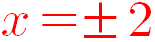 x = ± 2